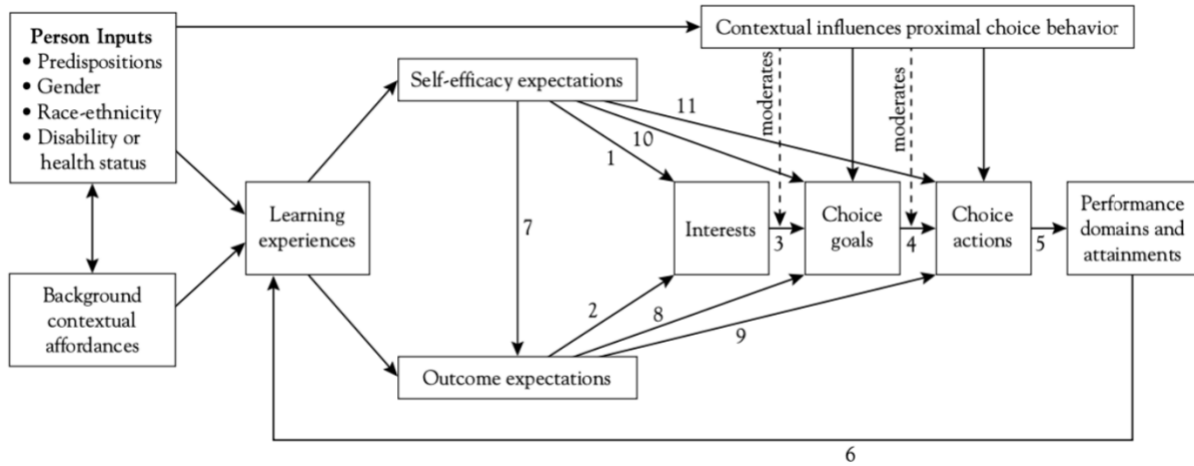 Person Inputs
• Predispositions
• Gender
• Race-ethnicity
• Disability or
health status
Background
contextual
affordances
Learning
experiences
Self-efficacy expectations
Outcome expectations
Contextual influences proximal choice behavior
moderates
moderates
11
10
1
7
2
8
9
Interests
3
Choice
goals
4
Choice
actions
5
Performance
domains and
attainments
6